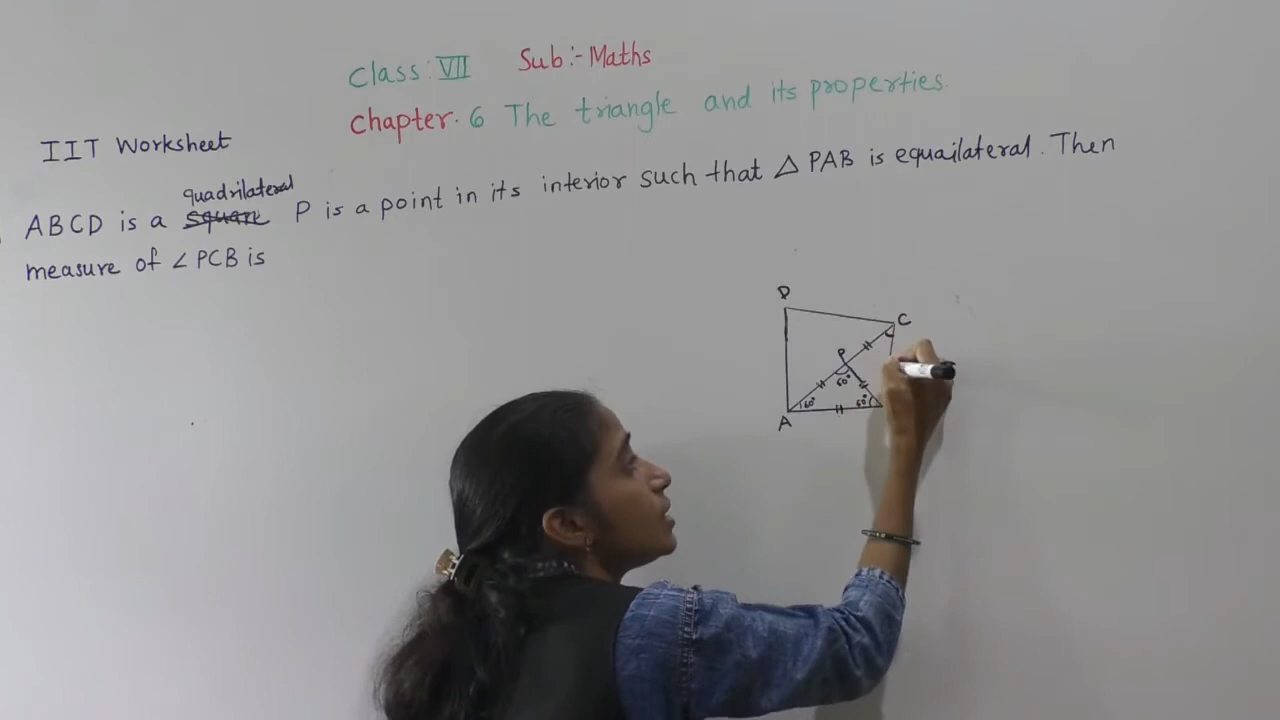 Class: VII Sub:- Maths
Chapter. 6 The triangle and its properties.
IIT Worksheet
quadrilateral
ABCD is a square P is a point in its interior such that △ PAB is equailateral. Then
measure of ∠PCB is
D
C
P
60°
60° 60°
A